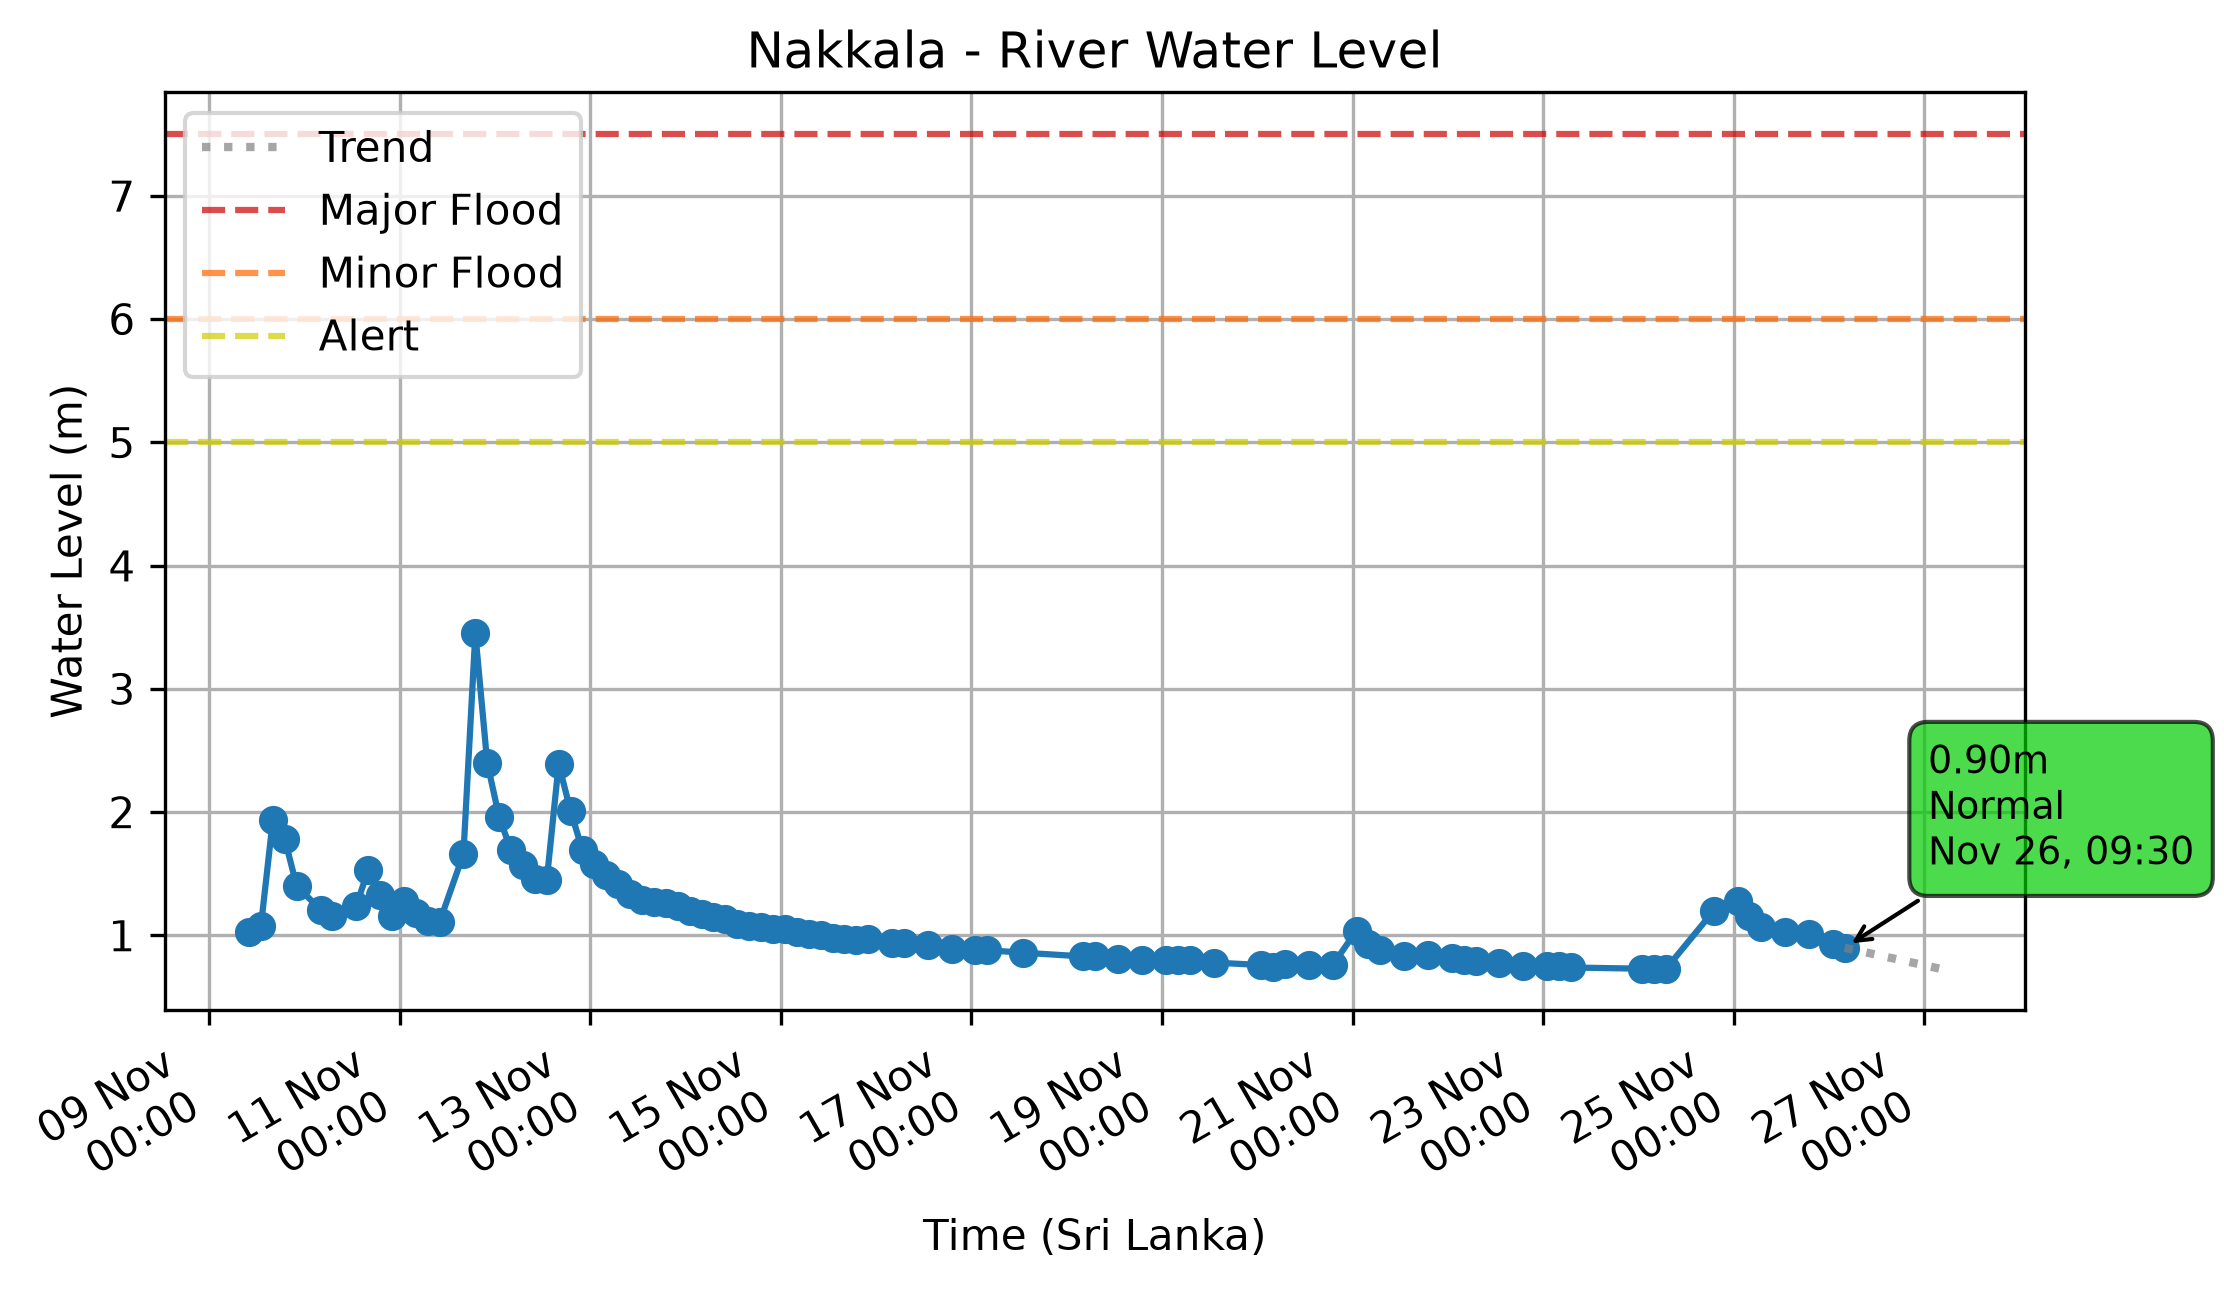 Nakkala - River Water Level
Trend
Major Flood
Minor Flood
Alert
7
6
5
4
3
2
1
Water Level (m)
0.90m
Normal
Nov 26, 09:30
09 Nov
00:00
11 Nov
00:00
13 Nov
00:00
15 Nov
00:00
17 Nov
00:00
19 Nov
00:00
21 Nov
00:00
23 Nov
00:00
25 Nov
00:00
27 Nov
00:00
Time (Sri Lanka)